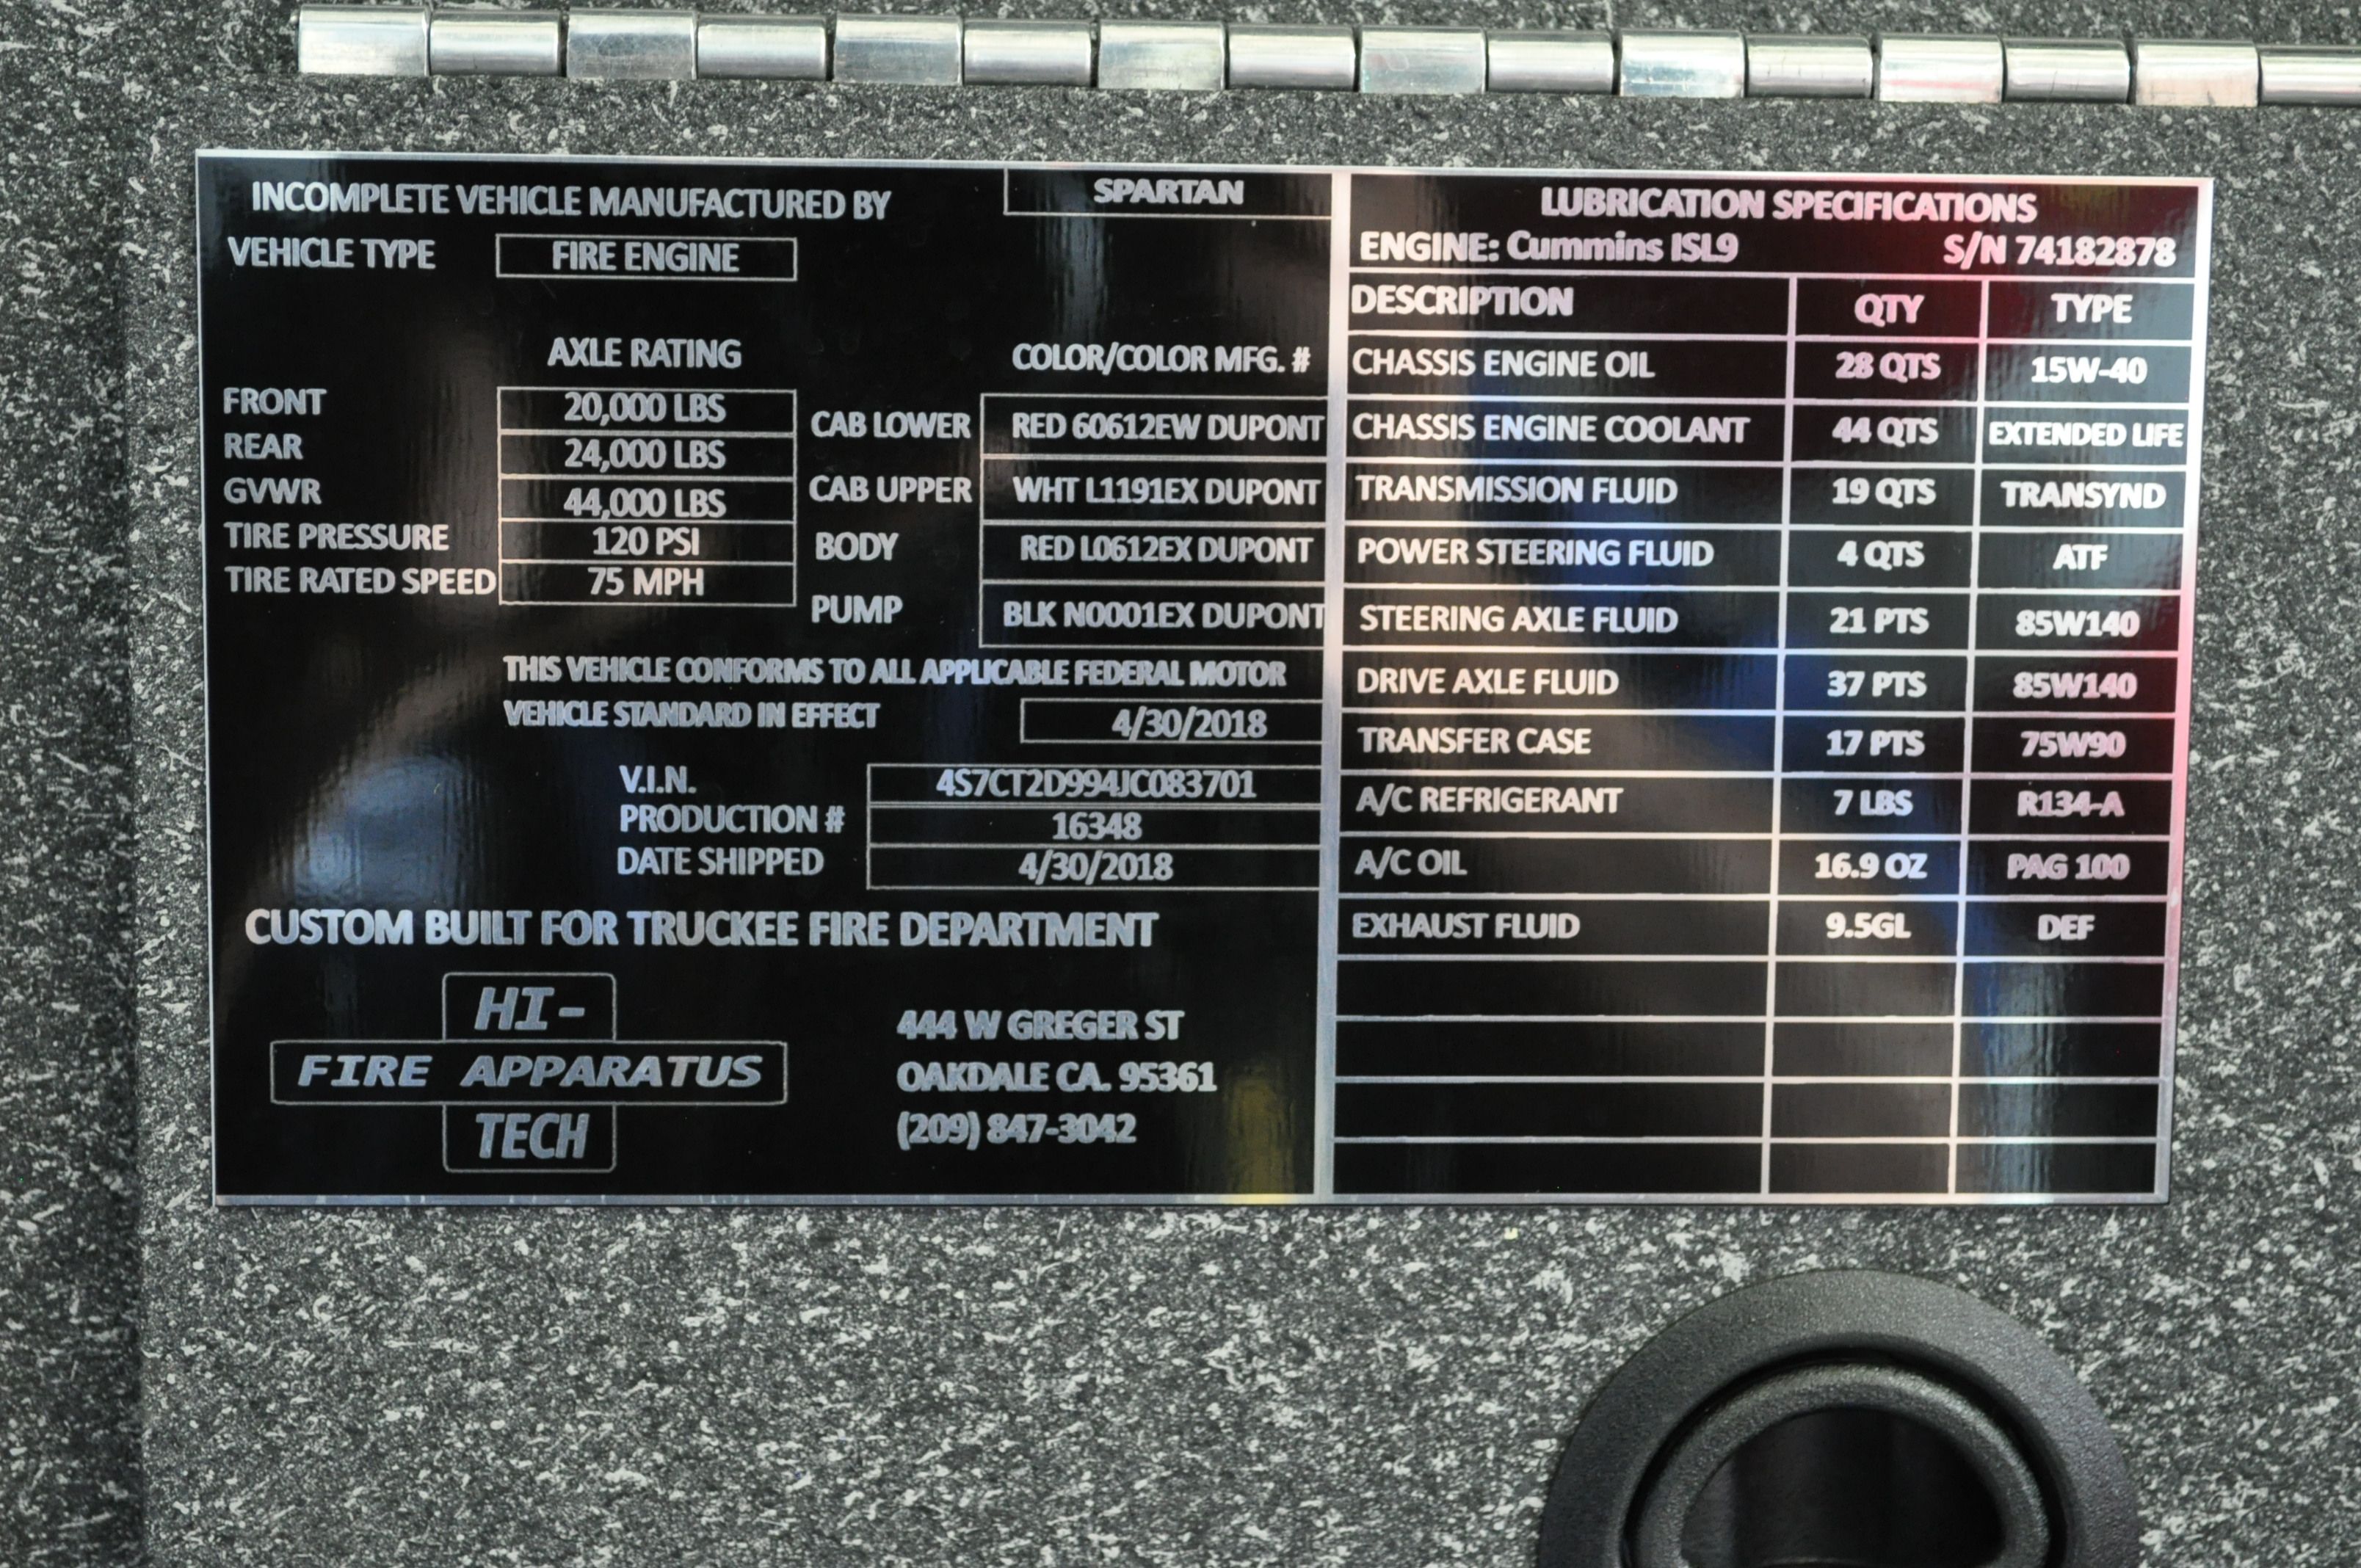 INCOMPLETE VEHICLE MANUFACTURED BY SPARTAN
VEHICLE TYPE FIRE ENGINE
AXLE RATING
FRONT 20,000 LBS
REAR 24,000 LBS
GVWR 44,000 LBS
TIRE PRESSURE 120 PSI
TIRE RATED SPEED 75 MPH
COLOR/COLOR MFG. #
CAB LOWER RED 60612EW DUPONT
CAB UPPER WHT L1191EX DUPONT
BODY RED L0612EX DUPONT
PUMP BLK N0001EX DUPONT
THIS VEHICLE CONFORMS TO ALL APPLICABLE FEDERAL MOTOR
VEHICLE STANDARD IN EFFECT 4/30/2018
V.I.N. 4S7CT2D994JC083701
PRODUCTION # 16348
DATE SHIPPED 4/30/2018
CUSTOM BUILT FOR TRUCKEE FIRE DEPARTMENT
HI-
FIRE APPARATUS
TECH
444 W GREGER ST
OAKDALE CA. 95361
(209) 847-3042
LUBRICATION SPECIFICATIONS
ENGINE: Cummins ISL9 S/N 74182878
DESCRIPTION QTY TYPE
CHASSIS ENGINE OIL 28 QTS 15W-40
CHASSIS ENGINE COOLANT 44 QTS EXTENDED LIFE
TRANSMISSION FLUID 19 QTS TRANSYND
POWER STEERING FLUID 4 QTS ATF
STEERING AXLE FLUID 21 PTS 85W140
DRIVE AXLE FLUID 37 PTS 85W140
TRANSFER CASE 17 PTS 75W90
A/C REFRIGERANT 7 LBS R134-A
A/C OIL 16.9 OZ PAG 100
EXHAUST FLUID 9.5GL DEF